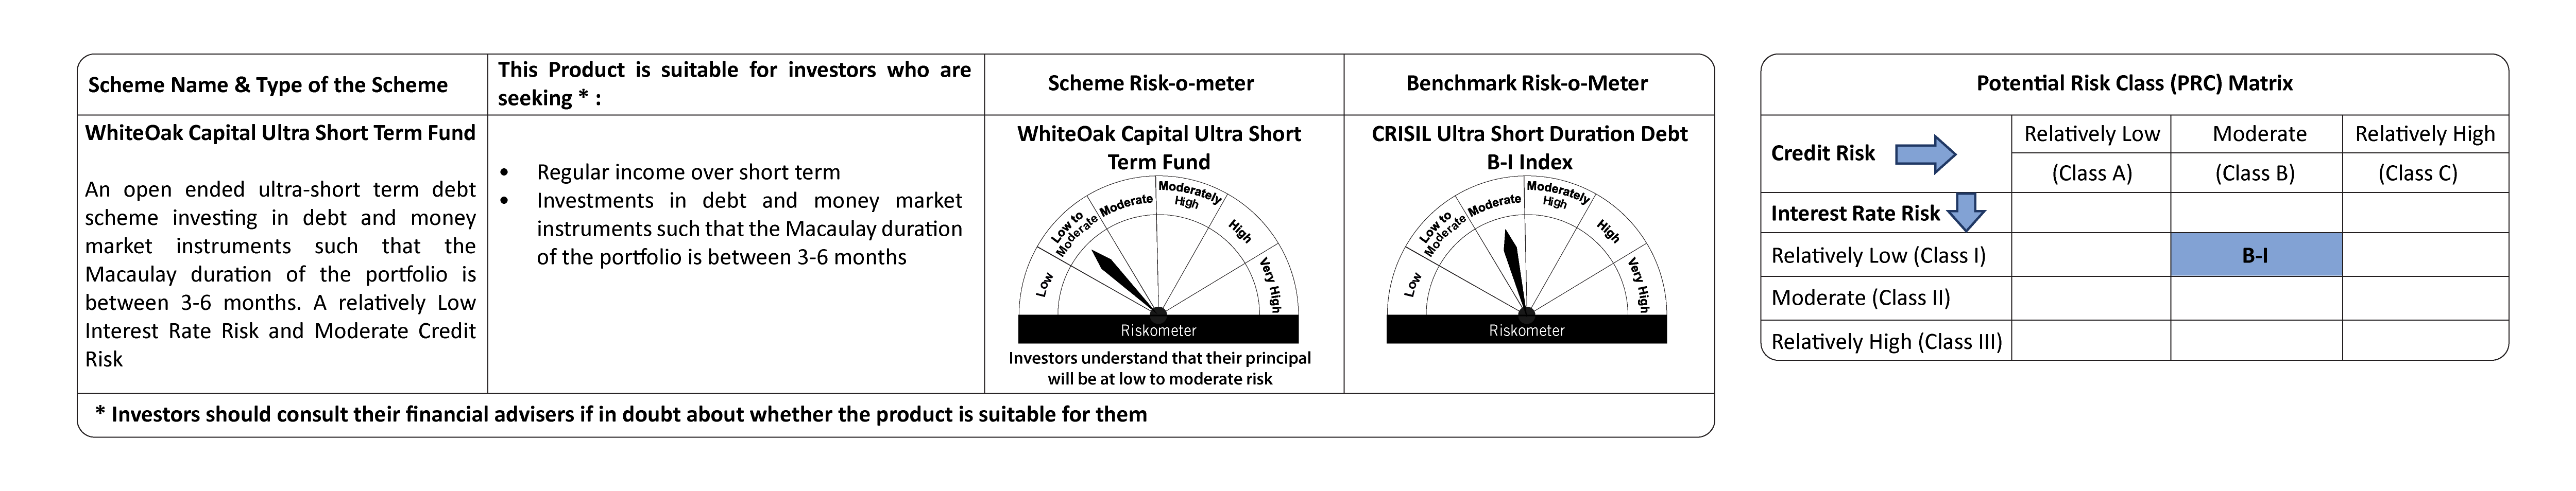 Scheme Name & Type of the Scheme
This Product is suitable for investors who are
seeking * :
Scheme Risk-o-meter
Benchmark Risk-o-Meter
WhiteOak Capital Ultra Short Term Fund
An open ended ultra-short term debt
scheme investing in debt and money
market instruments such that the
Macaulay duration of the portfolio is
between 3-6 months. A relatively Low
Interest Rate Risk and Moderate Credit
Risk
• Regular income over short term
• Investments in debt and money market
instruments such that the Macaulay duration
of the portfolio is between 3-6 months
WhiteOak Capital Ultra Short
Term Fund
Low
Low to
Moderate
Moderate
Moderately
High
High
Very High
Riskometer
Investors understand that their principal
will be at low to moderate risk
CRISIL Ultra Short Duration Debt
B-I Index
Low
Low to
Moderate
Moderate
Moderately
High
High
Very High
Riskometer
* Investors should consult their financial advisers if in doubt about whether the product is suitable for them
Potential Risk Class (PRC) Matrix
Credit Risk
Relatively Low
Moderate
Relatively High
(Class A)
(Class B)
(Class C)
Interest Rate Risk
Relatively Low (Class I)
B-I
Moderate (Class II)
Relatively High (Class III)